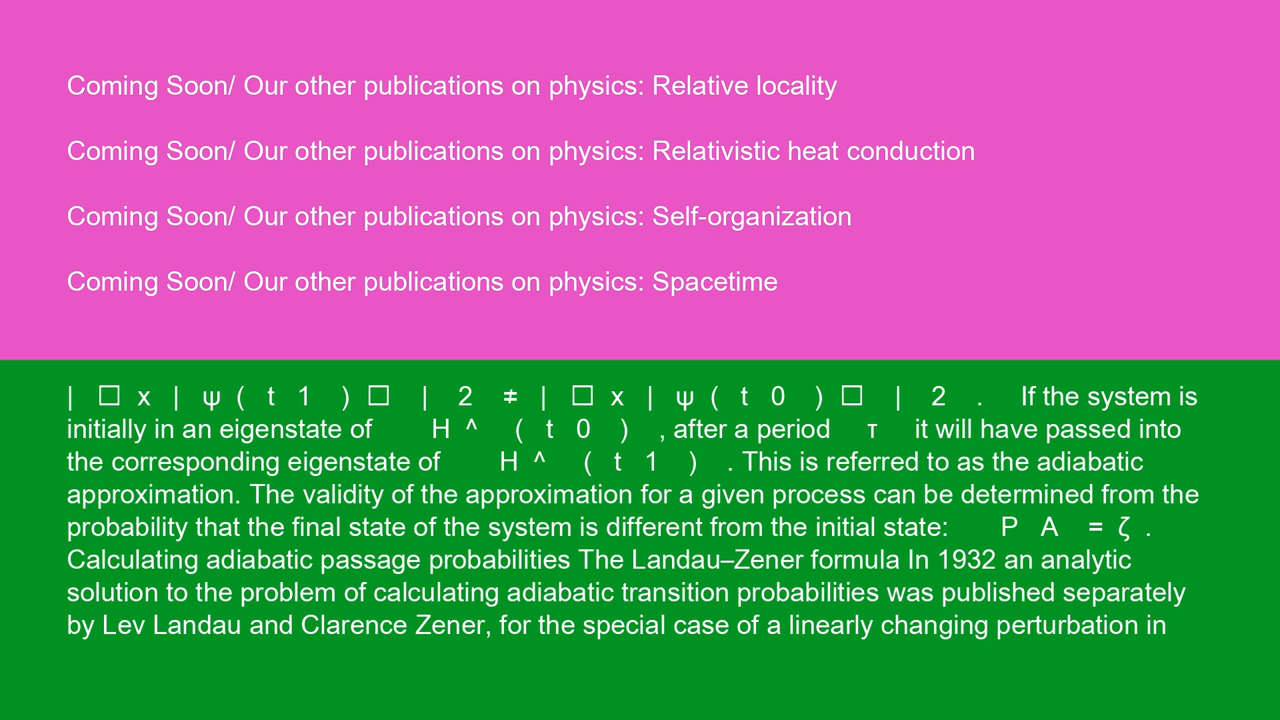 Coming Soon/ Our other publications on physics: Relative locality
Coming Soon/ Our other publications on physics: Relativistic heat conduction
Coming Soon/ Our other publications on physics: Self-organization
Coming Soon/ Our other publications on physics: Spacetime
| □ x | ψ ( t 1 ) □ | 2 ≠ | □ x | ψ ( t 0 ) □ | 2 . If the system is
initially in an eigenstate of H ^ ( t 0 ) , after a period τ it will have passed into
the corresponding eigenstate of H ^ ( t 1 ) . This is referred to as the adiabatic
approximation. The validity of the approximation for a given process can be determined from the
probability that the final state of the system is different from the initial state: P A = ζ .
Calculating adiabatic passage probabilities The Landau–Zener formula In 1932 an analytic
solution to the problem of calculating adiabatic transition probabilities was published separately
by Lev Landau and Clarence Zener, for the special case of a linearly changing perturbation in